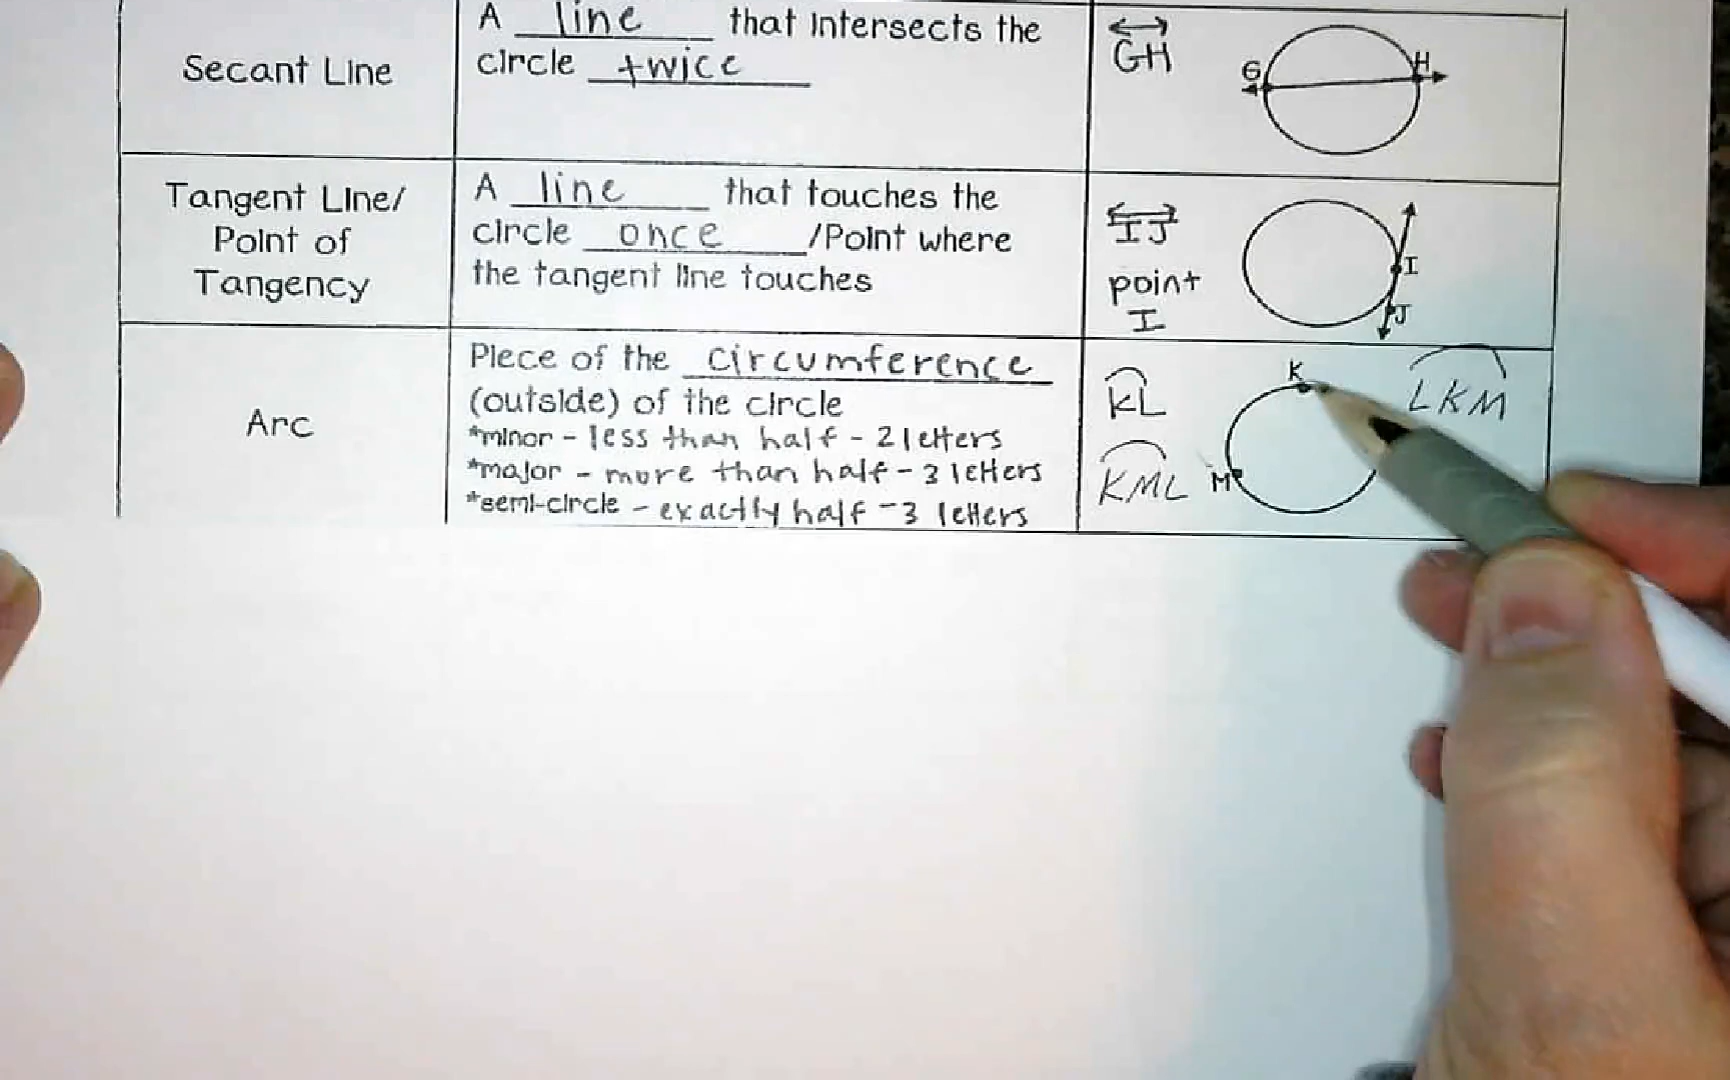 Secant Line
A line that intersects the
circle twice
GH
G
H
Tangent Line/
Point of
Tangency
A line that touches the
circle once /Point where
the tangent line touches
IJ
point
I
I
J
Arc
Piece of the circumference
(outside) of the circle
*minor - less than half - 2 letters
*major - more than half - 3 letters
*semi-circle - exactly half - 3 letters
KL
KML
K
M
LKM